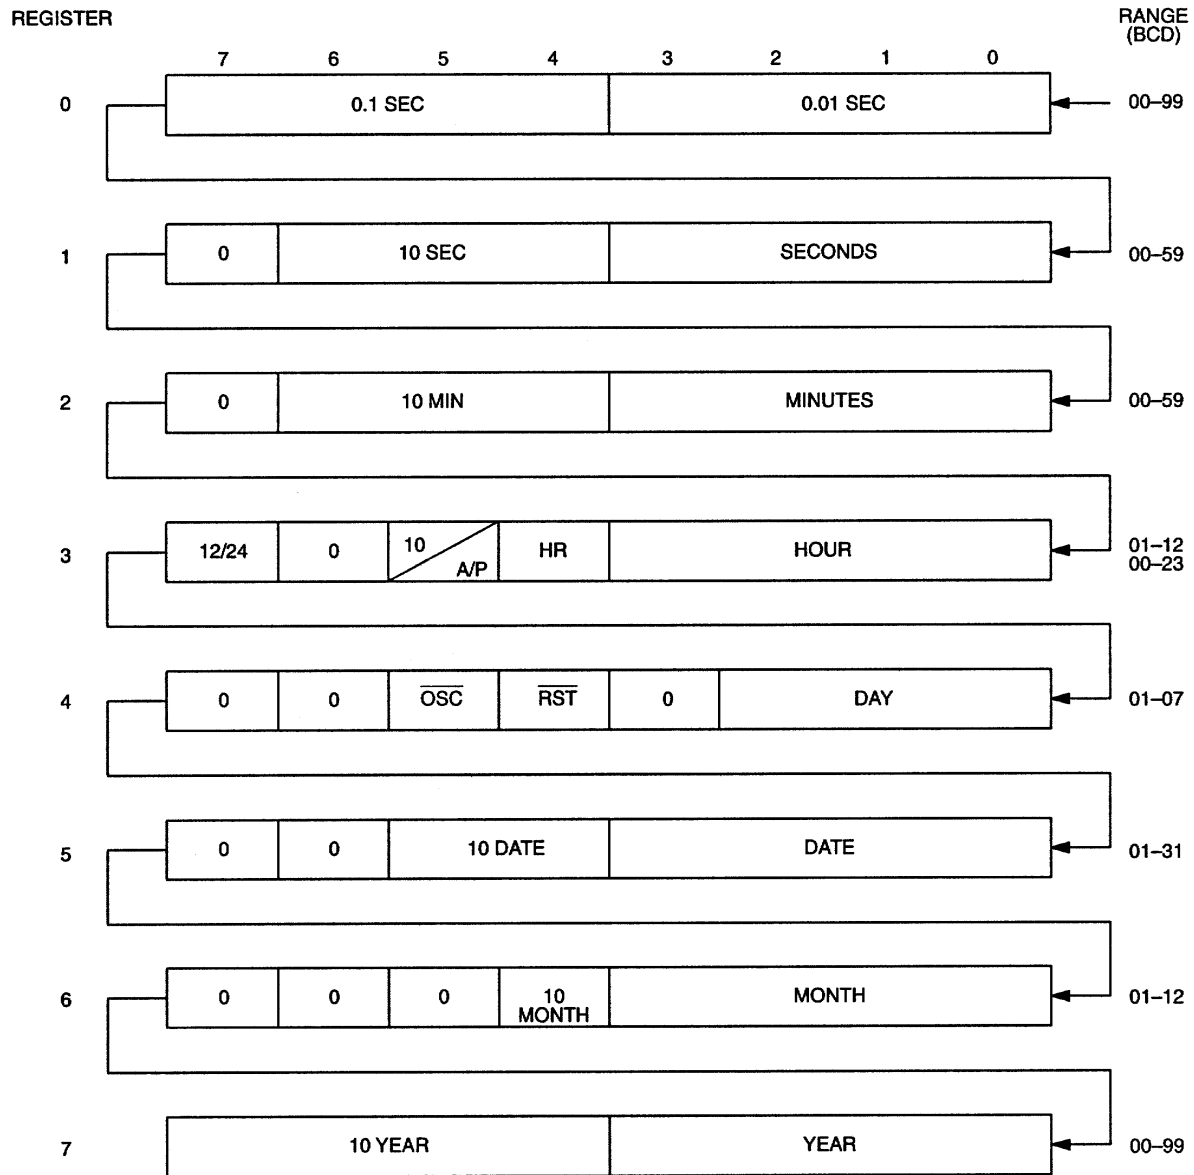 REGISTER
RANGE
(BCD)
7 6 5 4 3 2 1 0
0 0.1 SEC 0.01 SEC 00–99
1 0 10 SEC SECONDS 00–59
2 0 10 MIN MINUTES 00–59
3 12/24 0 10 A/P HR HOUR 01–12
00–23
4 0 0 O̅S̅C̅ R̅S̅T̅ 0 DAY 01–07
5 0 0 10 DATE DATE 01–31
6 0 0 0 10 MONTH MONTH 01–12
7 10 YEAR YEAR 00–99